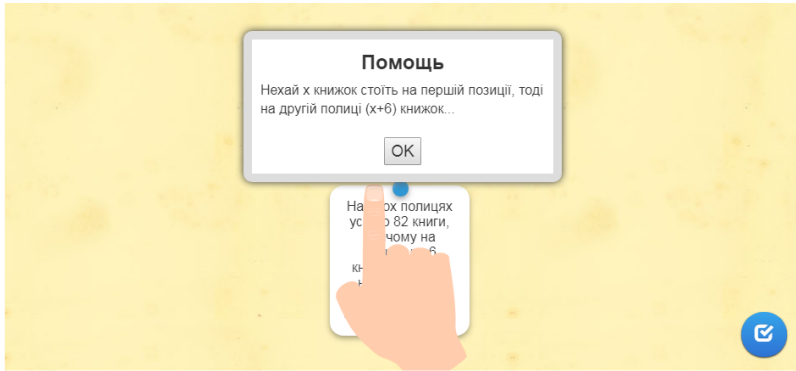 Помощь
Нехай х книжок стоїть на першій позиції, тоді
на другій полиці (х+6) книжок...
OK
полицях
82 книги,
чому на
6